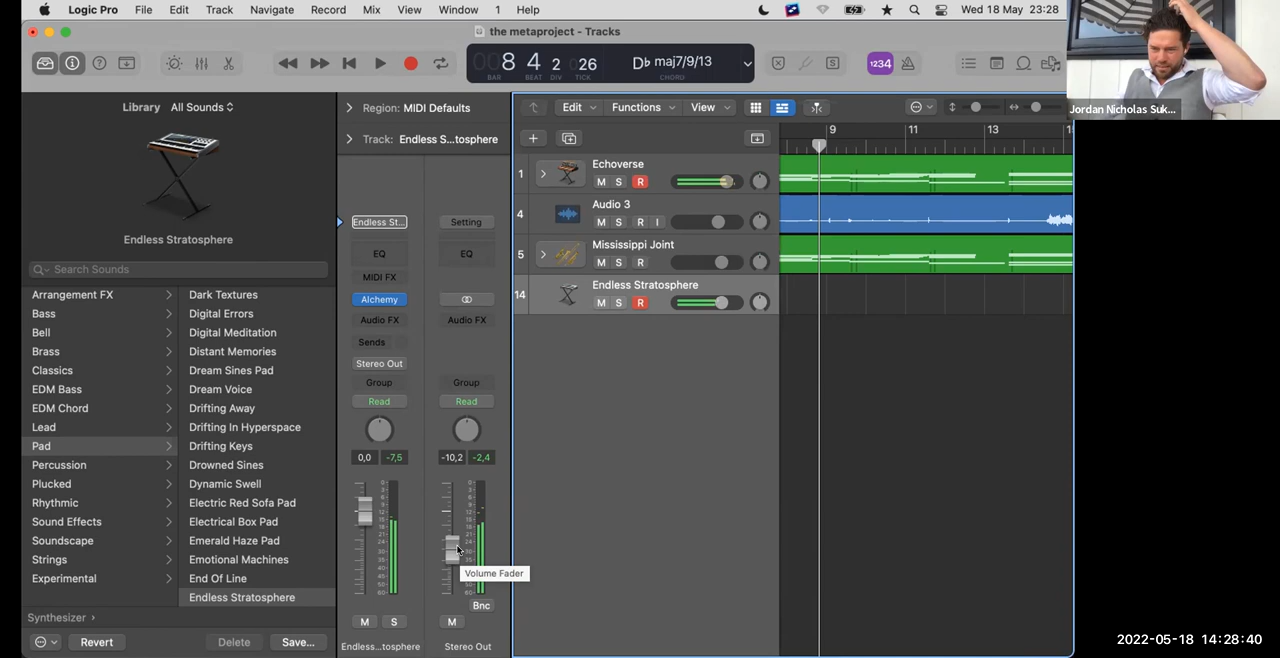 Logic Pro File Edit Track Navigate Record Mix View Window 1 Help Wed 18 May 23:28
the metaproject - Tracks
008 4 2 026 D♭ maj7/9/13
BAR BEAT DIV TICK CHORD
1234
Library All Sounds
Endless Stratosphere
Search Sounds
Arrangement FX
Bass
Bell
Brass
Classics
EDM Bass
EDM Chord
Lead
Pad
Percussion
Plucked
Rhythmic
Sound Effects
Soundscape
Strings
Experimental
Dark Textures
Digital Errors
Digital Meditation
Distant Memories
Dream Sines Pad
Dream Voice
Drifting Away
Drifting In Hyperspace
Drifting Keys
Drowned Sines
Dynamic Swell
Electric Red Sofa Pad
Electrical Box Pad
Emerald Haze Pad
Emotional Machines
End Of Line
Endless Stratosphere
Synthesizer
Revert Delete Save...
Region: MIDI Defaults
Track: Endless S...tosphere
Endless St... Setting
EQ EQ
MIDI FX
Alchemy
Audio FX Audio FX
Sends
Stereo Out
Group Group
Read Read
0,0 -7,5 -10,2 -2,4
Volume Fader
Bnc
M S M
Endless...tosphere Stereo Out
Edit Functions View
9 11 13
1 Echoverse
M S R
4 Audio 3
M S R I
5 Mississippi Joint
M S R
14 Endless Stratosphere
M S R
Jordan Nicholas Suk...
2022-05-18 14:28:40